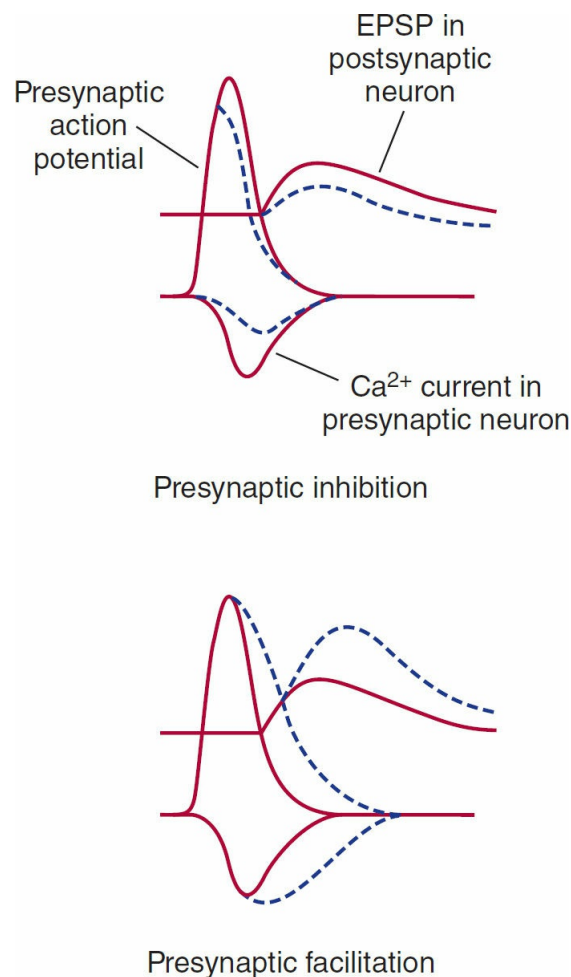 EPSP in
postsynaptic
neuron
Presynaptic
action
potential
Ca²⁺ current in
presynaptic neuron
Presynaptic inhibition
Presynaptic facilitation